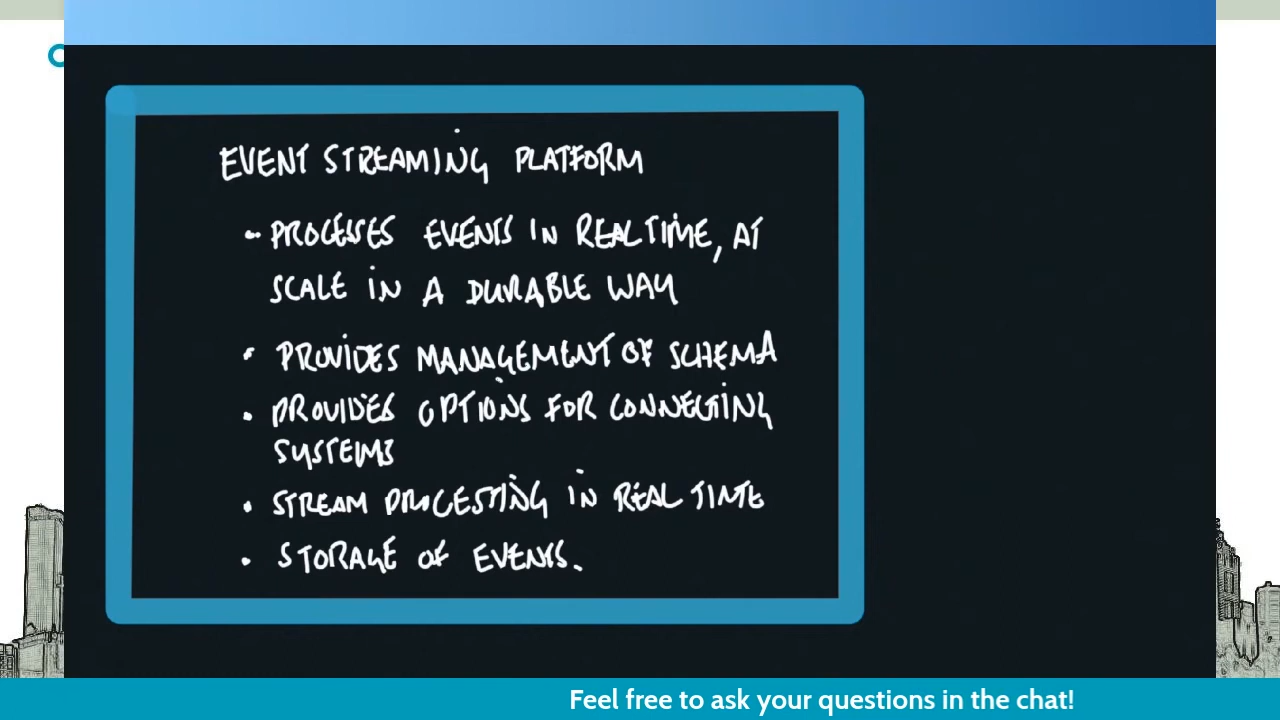 EVENT STREAMING PLATFORM
- PROCESSES EVENTS IN REALTIME, AT
SCALE IN A DURABLE WAY
• PROVIDES MANAGEMENT OF SCHEMA
• PROVIDES OPTIONS FOR CONNECTING
SYSTEMS
• STREAM PROCESSING IN REAL TIME
• STORAGE OF EVENTS.
Feel free to ask your questions in the chat!